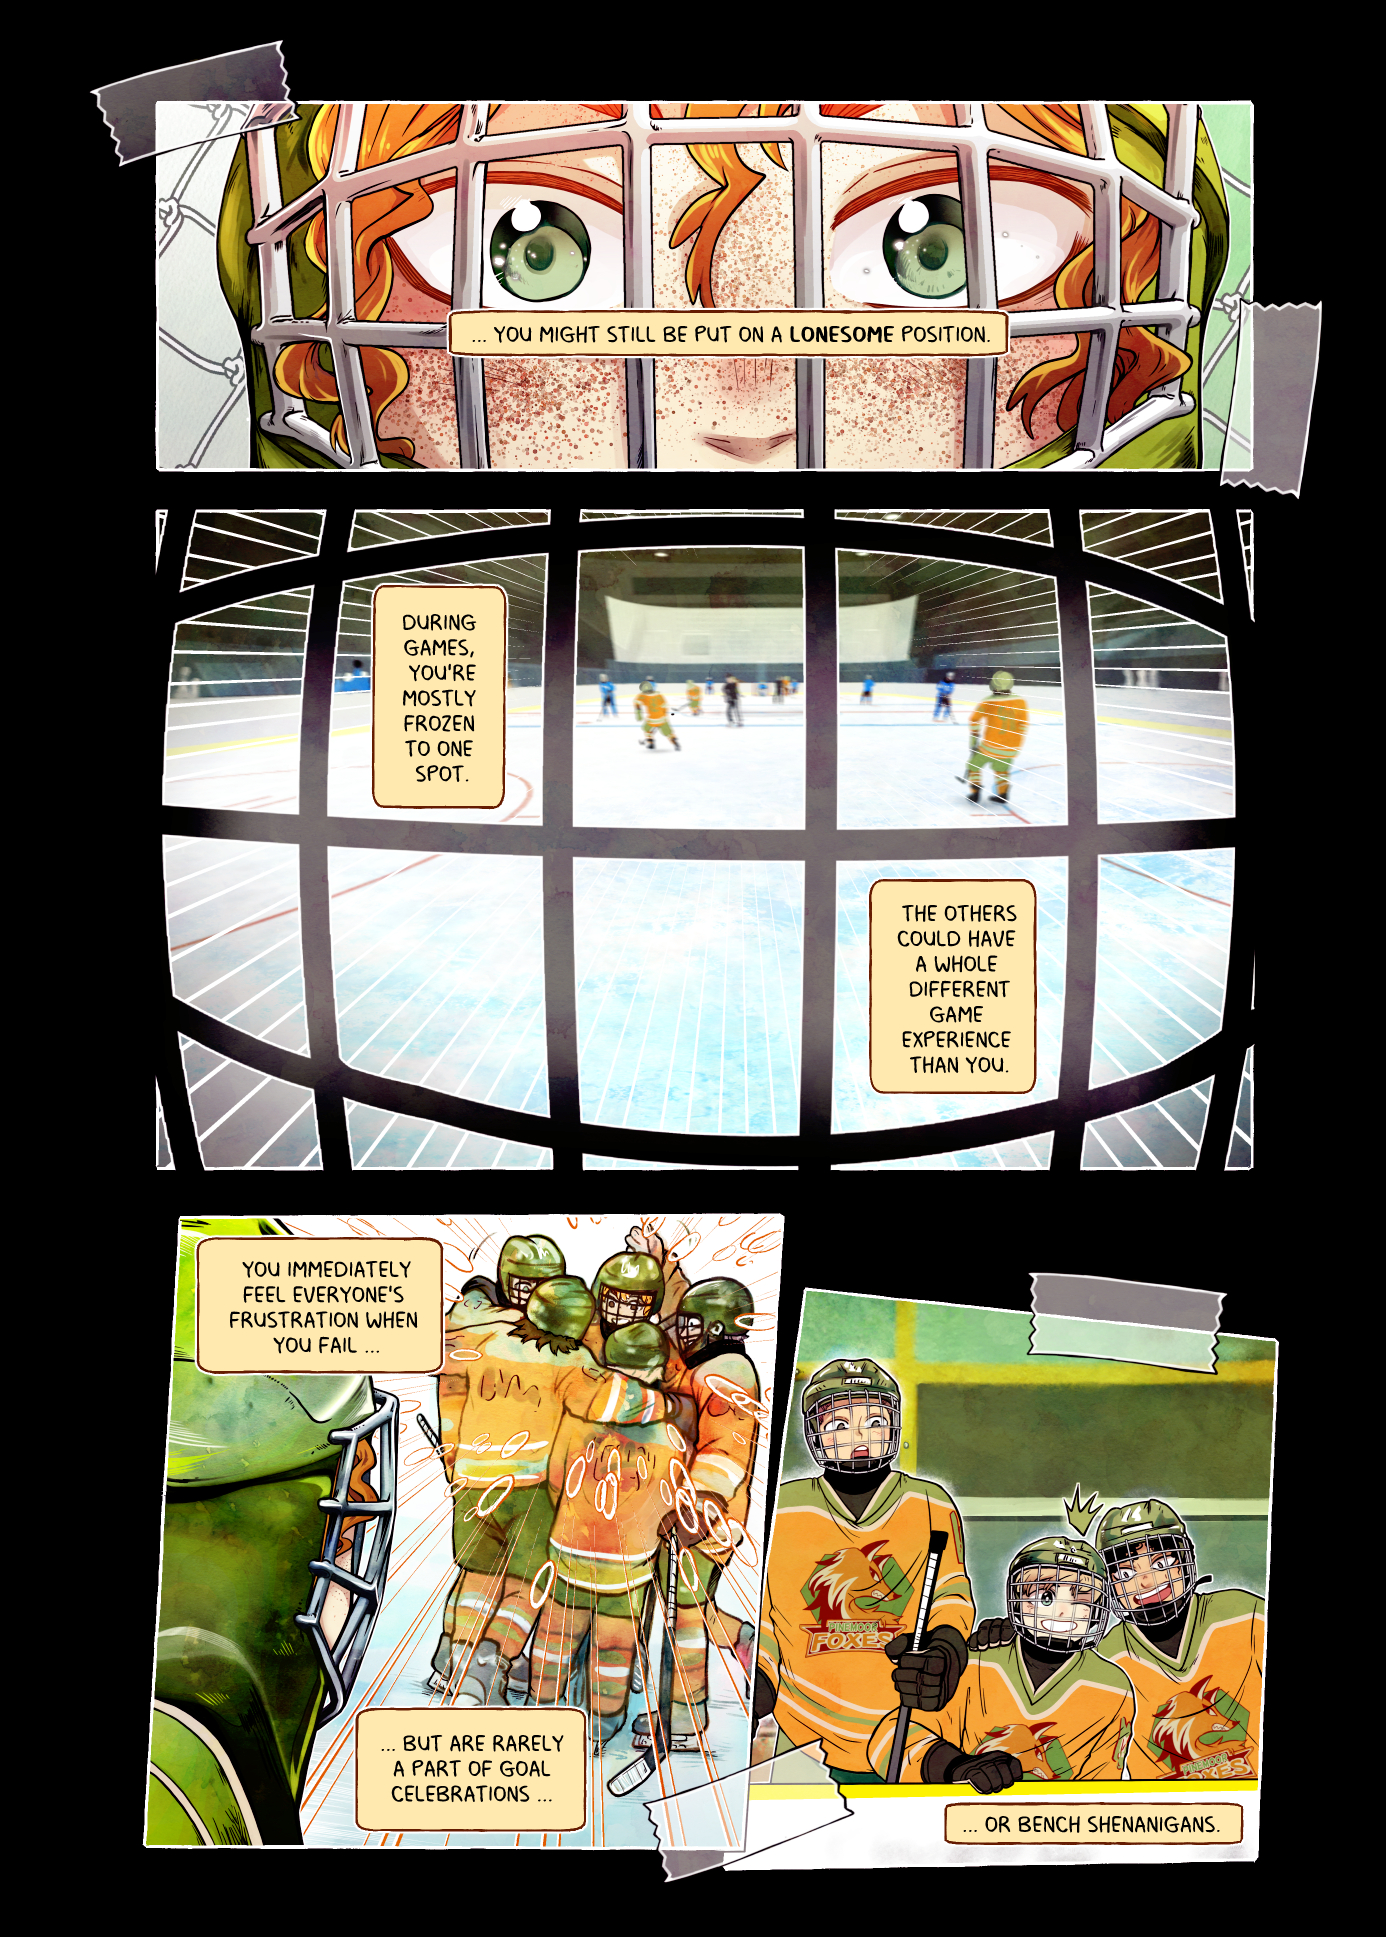 ... YOU MIGHT STILL BE PUT ON A LONESOME POSITION.
DURING
GAMES,
YOU'RE
MOSTLY
FROZEN
TO ONE
SPOT.
THE OTHERS
COULD HAVE
A WHOLE
DIFFERENT
GAME
EXPERIENCE
THAN YOU.
YOU IMMEDIATELY
FEEL EVERYONE'S
FRUSTRATION WHEN
YOU FAIL ...
... BUT ARE RARELY
A PART OF GOAL
CELEBRATIONS ...
PINEMOON
FOXES
PINEMOON
FOXES
... OR BENCH SHENANIGANS.